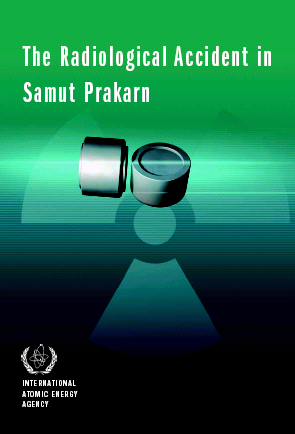 The Radiological Accident in
Samut Prakarn
INTERNATIONAL
ATOMIC ENERGY
AGENCY